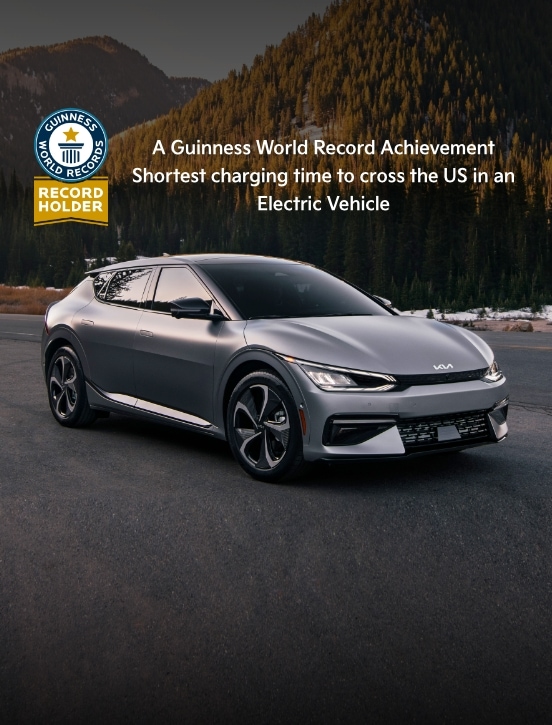 GUINNESS
WORLD RECORDS
RECORD
HOLDER
A Guinness World Record Achievement
Shortest charging time to cross the US in an
Electric Vehicle
KIA